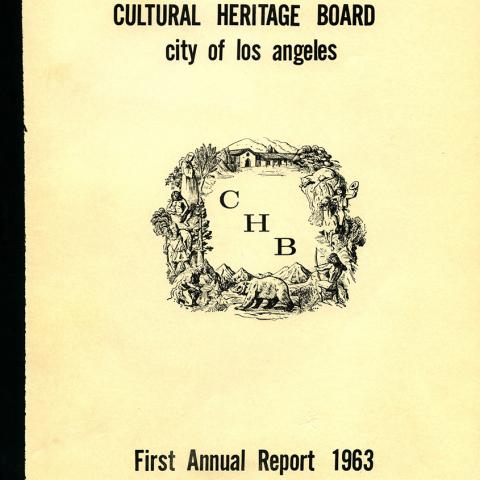 CULTURAL HERITAGE BOARD
city of los angeles
C
H
B
First Annual Report 1963